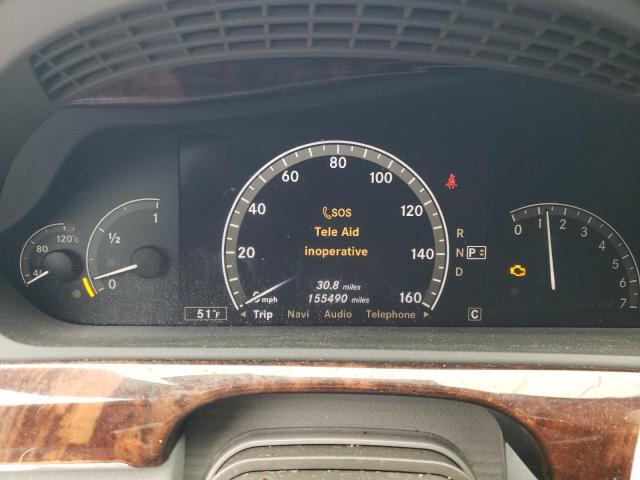 SOS
Tele Aid
inoperative
0 20 40 60 80 100 120 140 160
mph
30.8 miles
155490 miles
51°F
Trip Navi Audio Telephone
C
R
N P
D
80 120°C
0 1/2 1
0 1 2 3 4 5 6 7